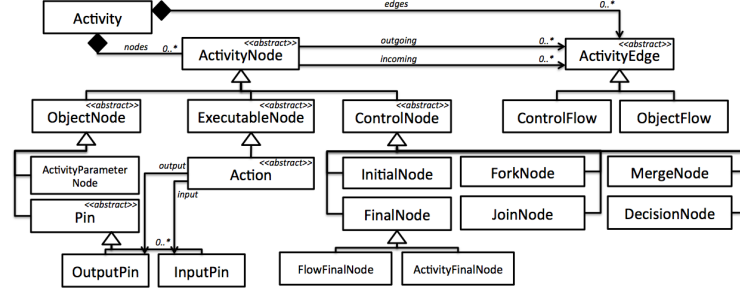 edges
Activity
0..*
<<abstract>>
outgoing
0..*
<<abstract>>
nodes
0..*
ActivityNode
incoming
0..*
ActivityEdge
<<abstract>>
<<abstract>>
<<abstract>>
ObjectNode
ExecutableNode
ControlNode
ControlFlow
ObjectFlow
output
<<abstract>>
ActivityParameter
Node
Action
InitialNode
ForkNode
MergeNode
input
<<abstract>>
Pin
FinalNode
JoinNode
DecisionNode
0..*
OutputPin
InputPin
FlowFinalNode
ActivityFinalNode